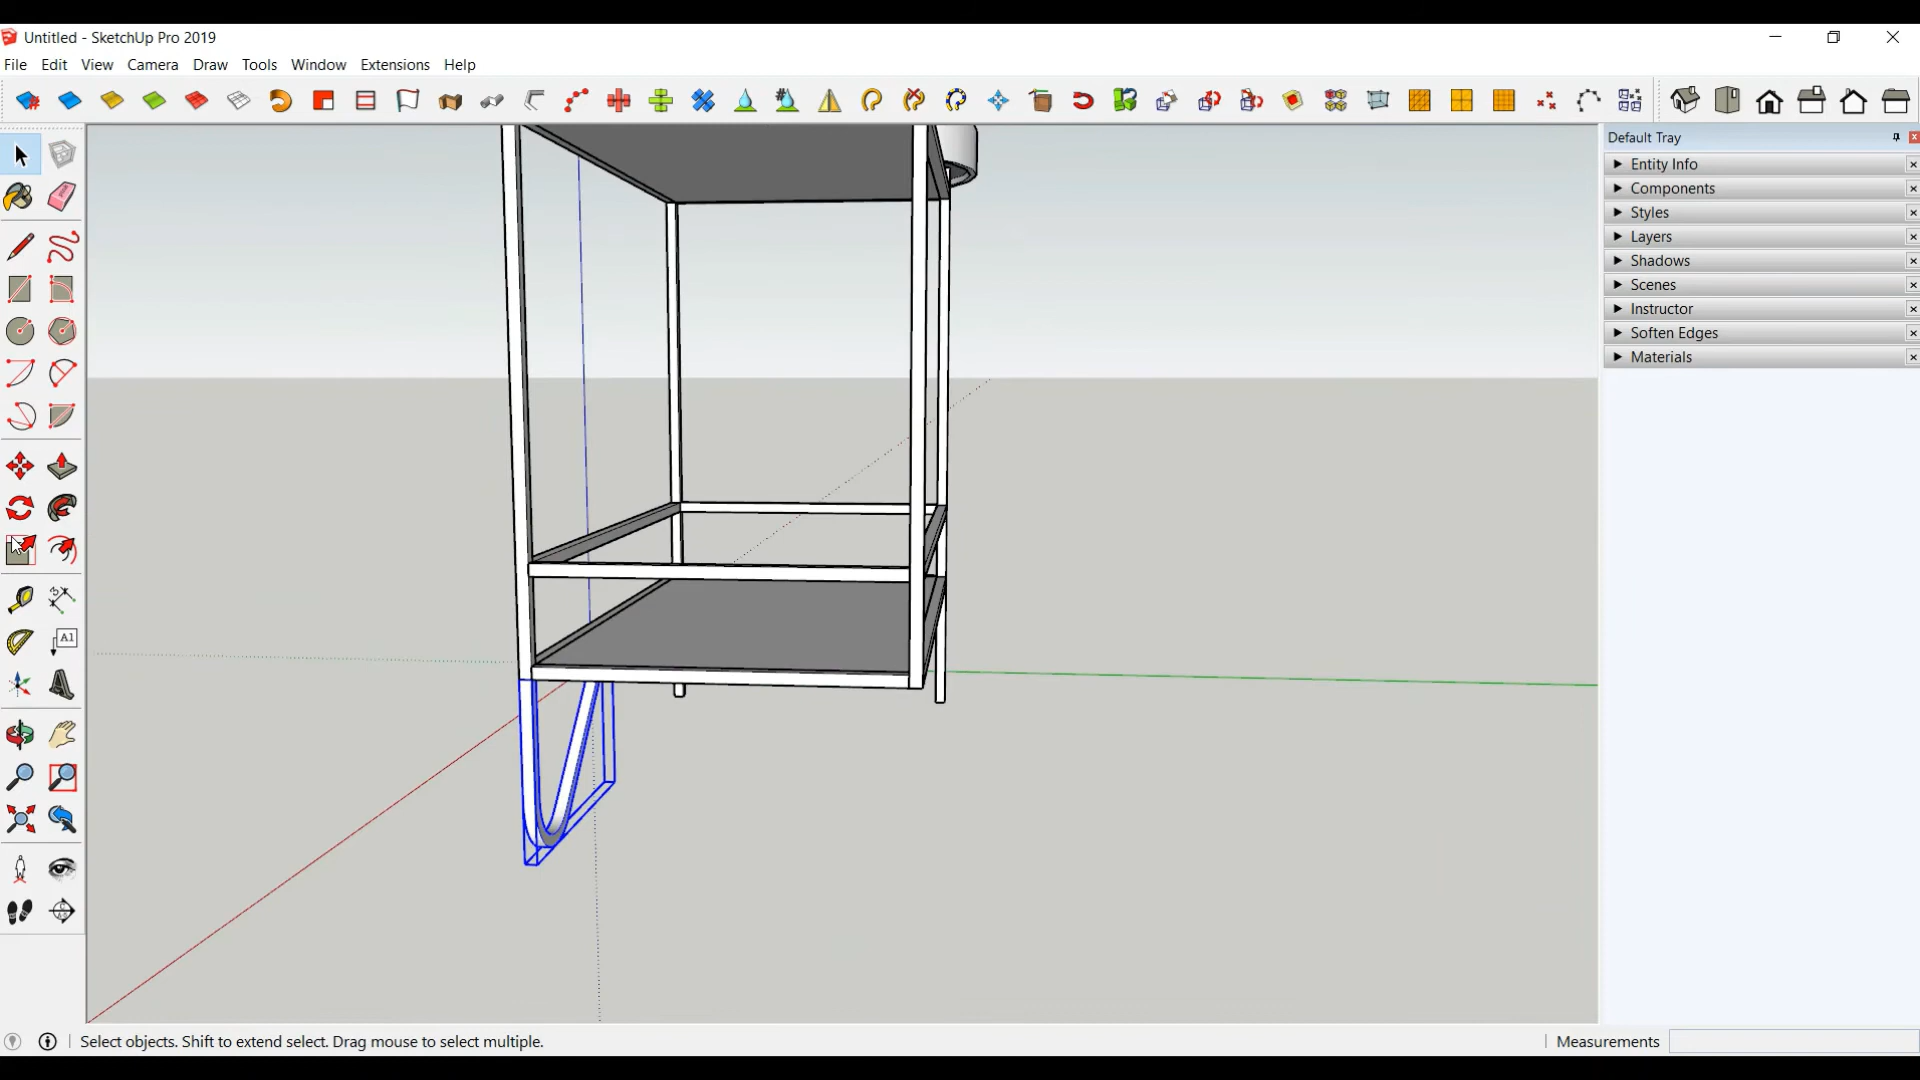 Untitled - SketchUp Pro 2019
File Edit View Camera Draw Tools Window Extensions Help
Default Tray
Entity Info
Components
Styles
Layers
Shadows
Scenes
Instructor
Soften Edges
Materials
A1
Select objects. Shift to extend select. Drag mouse to select multiple.
Measurements